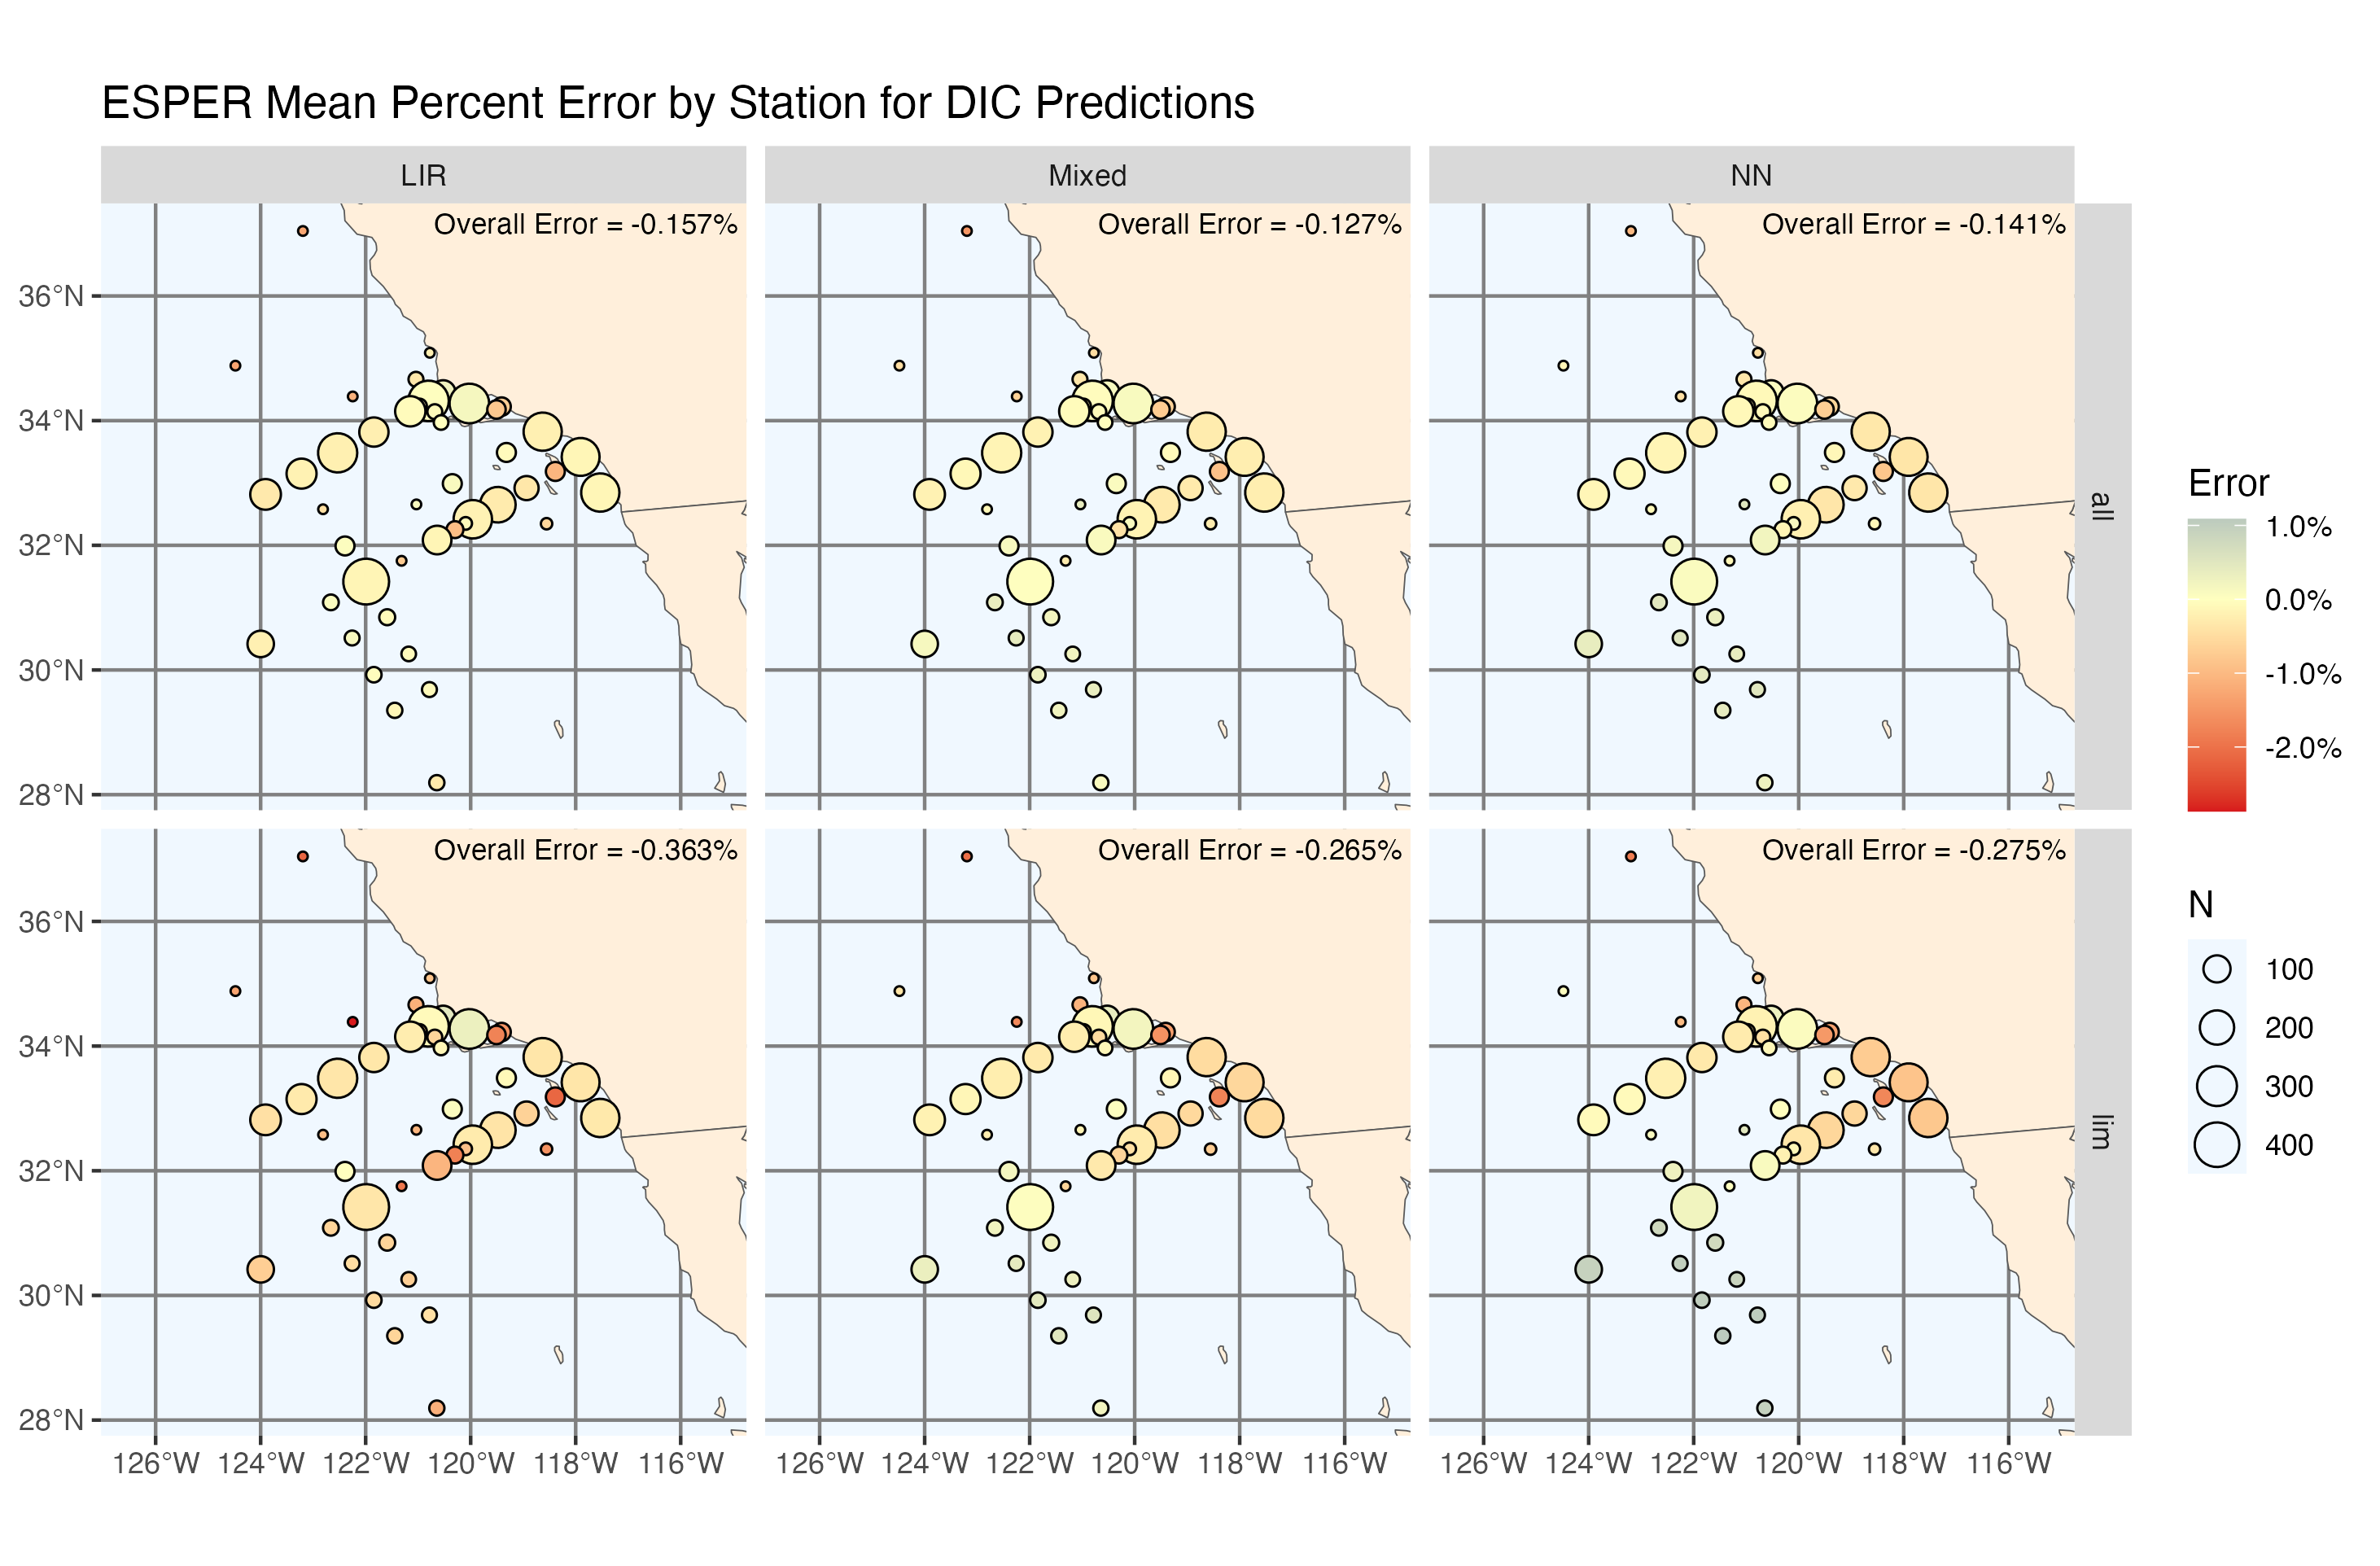 ESPER Mean Percent Error by Station for DIC Predictions
LIR
Mixed
NN
Overall Error = -0.157%
Overall Error = -0.127%
Overall Error = -0.141%
36°N
34°N
32°N
30°N
28°N
all
Overall Error = -0.363%
Overall Error = -0.265%
Overall Error = -0.275%
36°N
34°N
32°N
30°N
28°N
lim
126°W 124°W 122°W 120°W 118°W 116°W
126°W 124°W 122°W 120°W 118°W 116°W
126°W 124°W 122°W 120°W 118°W 116°W
Error
1.0%
0.0%
-1.0%
-2.0%
N
100
200
300
400